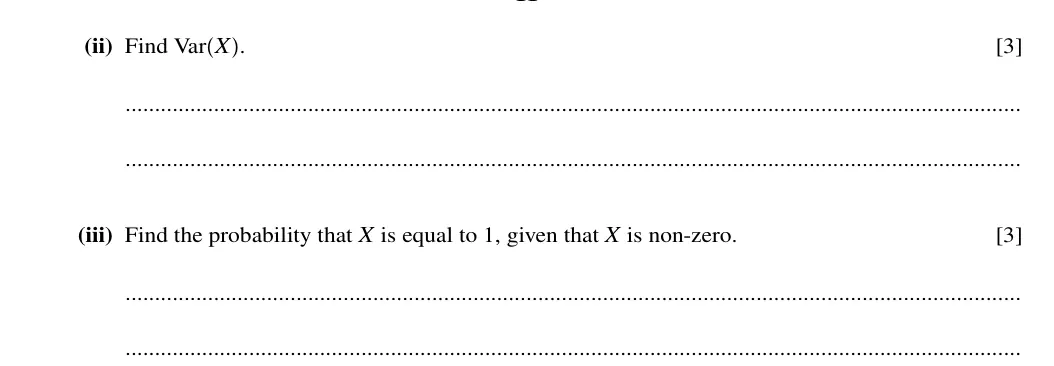 (ii) Find Var(X). [3]
(iii) Find the probability that X is equal to 1, given that X is non-zero. [3]